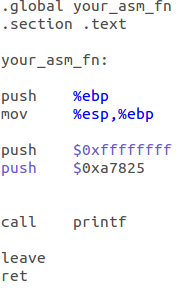 .global your_asm_fn
.section .text
your_asm_fn:
push %ebp
mov %esp,%ebp
push $0xffffffff
push $0xa7825
call printf
leave
ret